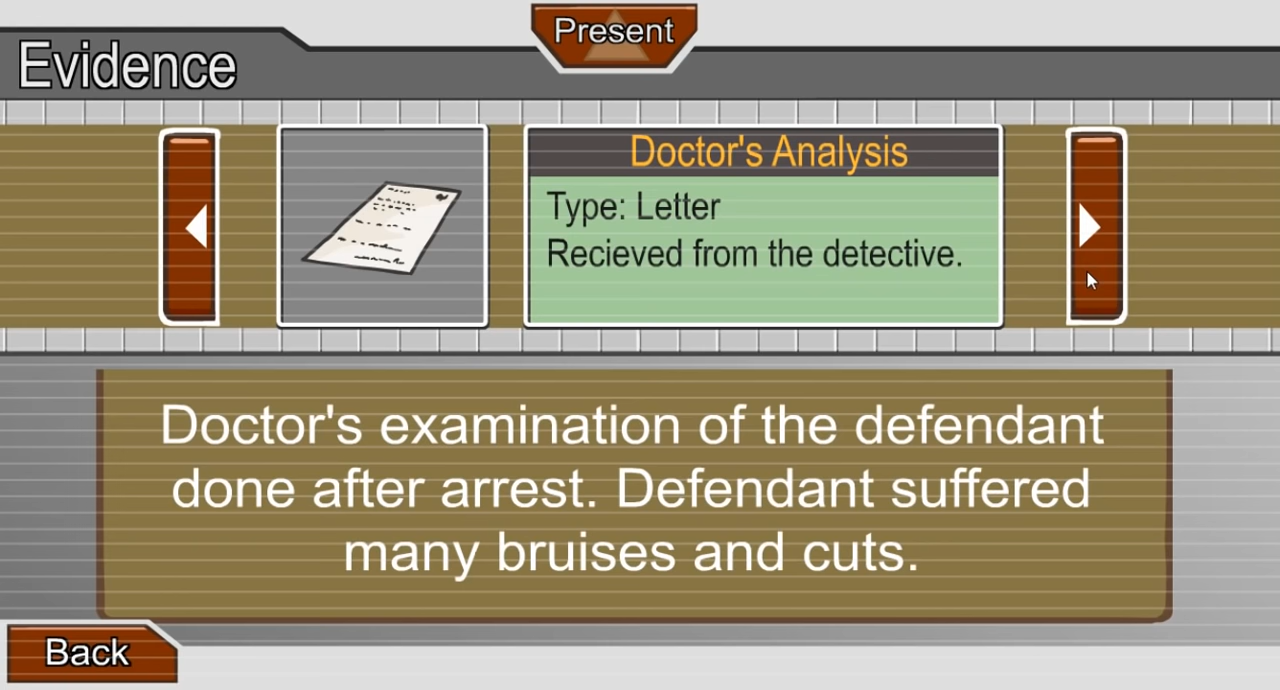 Present
Evidence
Doctor's Analysis
Type: Letter
Recieved from the detective.
Doctor's examination of the defendant
done after arrest. Defendant suffered
many bruises and cuts.
Back